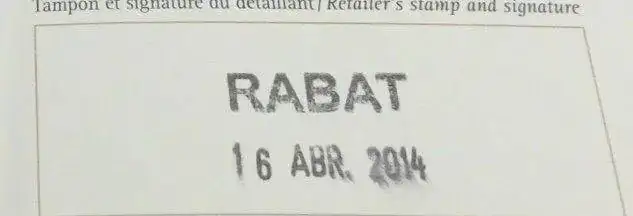 Tampon et signature du détaillant / Retailer's stamp and signature
RABAT
16 ABR. 2014